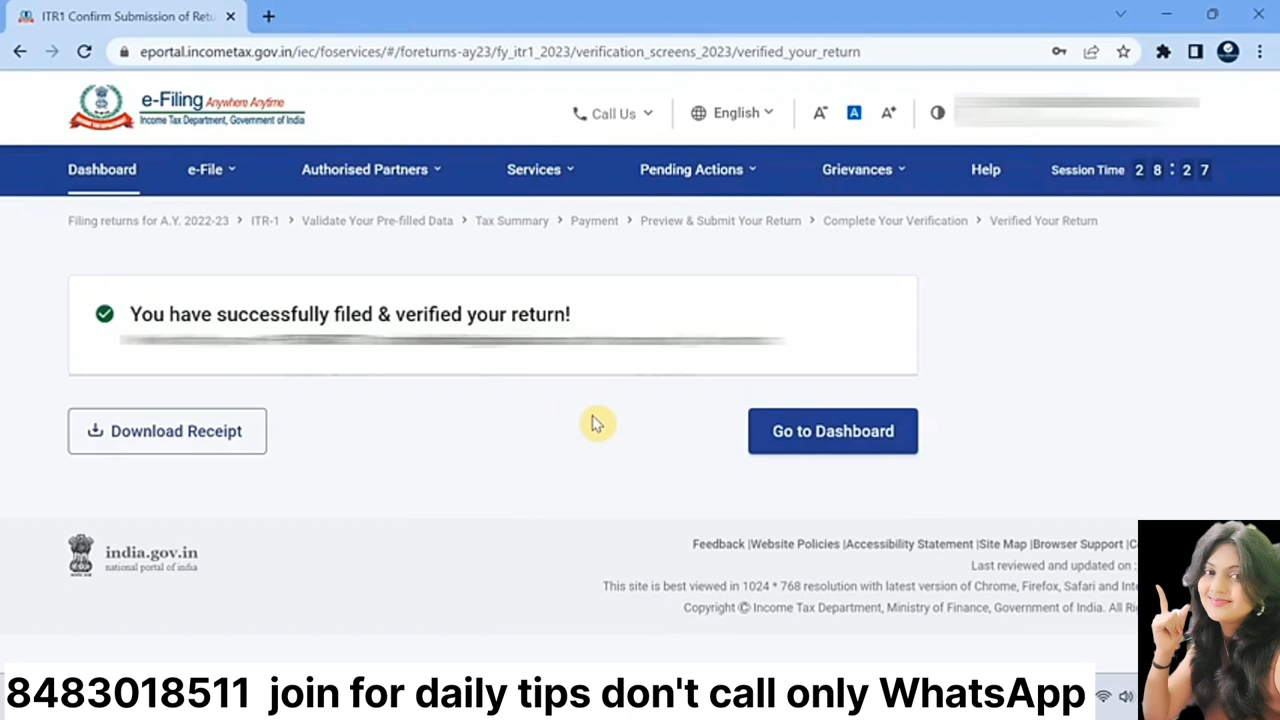 ITR1 Confirm Submission of Retu
eportal.incometax.gov.in/iec/foservices/#/foreturns-ay23/fy_itr1_2023/verification_screens_2023/verified_your_return
e-Filing Anywhere Anytime
Income Tax Department, Government of India
Call Us
English
A- A A+
Dashboard e-File Authorised Partners Services Pending Actions Grievances Help Session Time 2 8 : 2 7
Filing returns for A.Y. 2022-23 > ITR-1 > Validate Your Pre-filled Data > Tax Summary > Payment > Preview & Submit Your Return > Complete Your Verification > Verified Your Return
You have successfully filed & verified your return!
Download Receipt
Go to Dashboard
india.gov.in
national portal of india
Feedback |Website Policies |Accessibility Statement |Site Map |Browser Support |
Last reviewed and updated on :
This site is best viewed in 1024 * 768 resolution with latest version of Chrome, Firefox, Safari and
Copyright © Income Tax Department, Ministry of Finance, Government of India. All
8483018511 join for daily tips don't call only WhatsApp